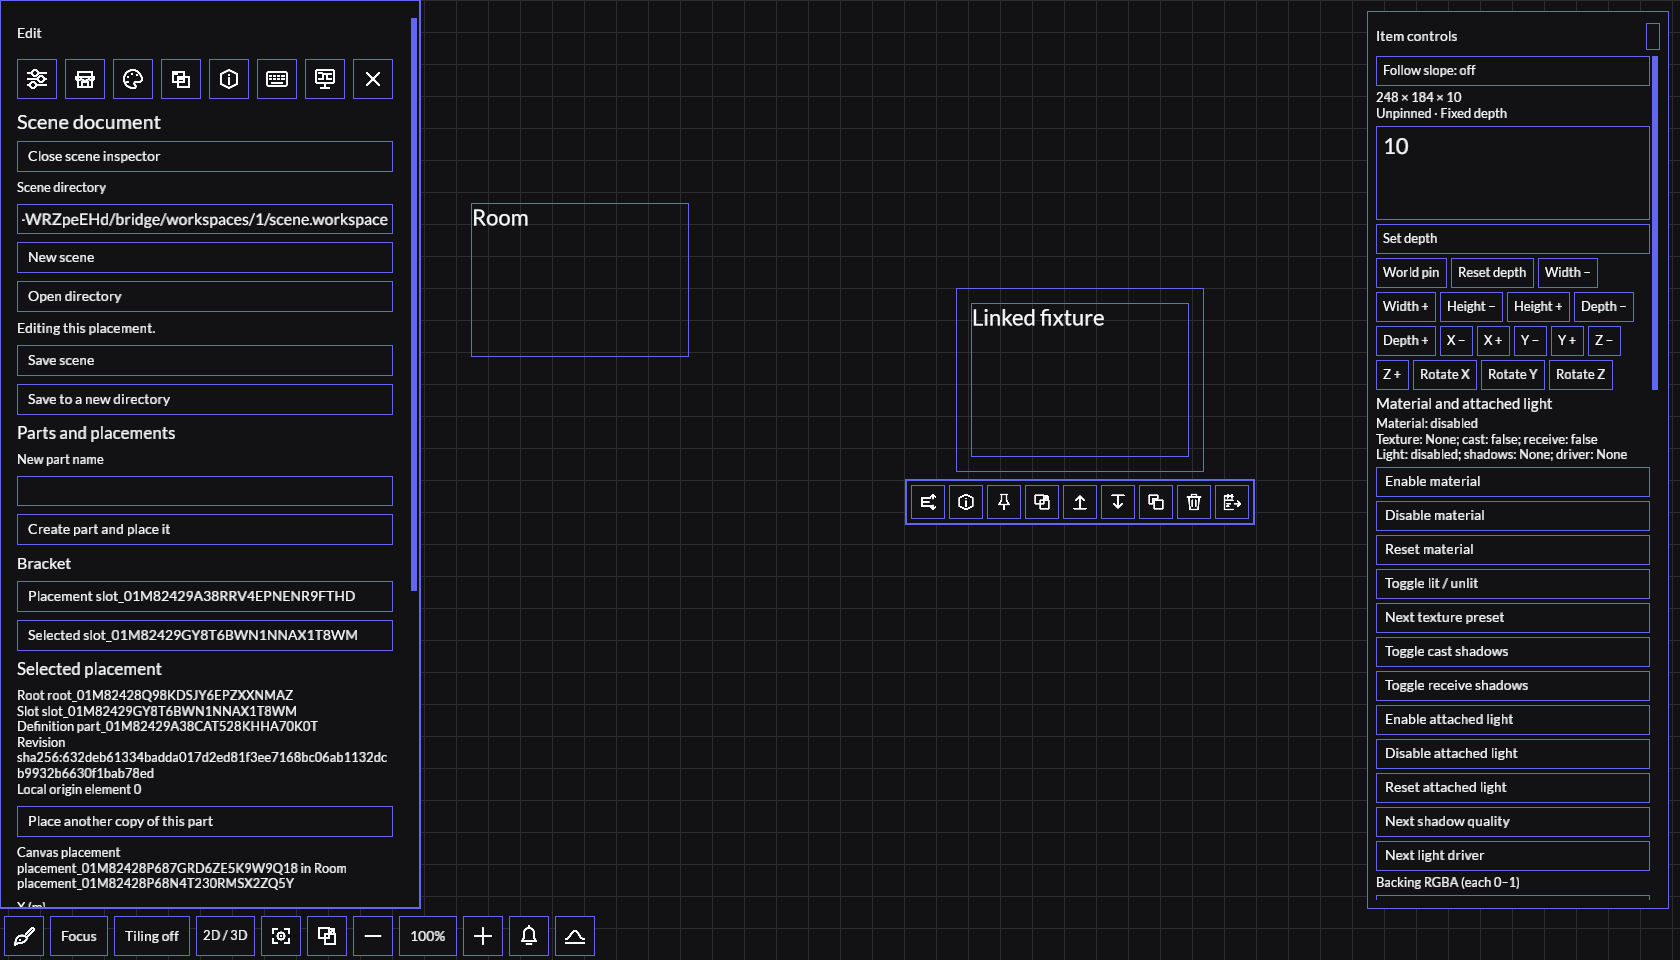 Edit
Scene document
Close scene inspector
Scene directory
-WRZpeEHd/bridge/workspaces/1/scene.workspace
New scene
Open directory
Editing this placement.
Save scene
Save to a new directory
Parts and placements
New part name
Create part and place it
Bracket
Placement slot_01M82429A38RRV4EPNENR9FTHD
Selected slot_01M82429GY8T6BWN1NNAX1T8WM
Selected placement
Root root_01M82428Q98KDSJY6EPZXXNMAZ
Slot slot_01M82429GY8T6BWN1NNAX1T8WM
Definition part_01M82429A38CAT528KHHA70K0T
Revision
sha256:632deb61334badda017d2ed81f3ee7168bc06ab1132dc
b9932b6630f1bab78ed
Local origin element 0
Place another copy of this part
Canvas placement
placement_01M82428P687GRD6ZE5K9W9Q18 in Room
placement_01M82428P68N4T230RMSX2ZQ5Y
X (m)
Focus
Tiling off
2D / 3D
100%
Room
Linked fixture
Item controls
Follow slope: off
248 × 184 × 10
Unpinned · Fixed depth
10
Set depth
World pin Reset depth Width −
Width + Height − Height + Depth −
Depth + X − X + Y − Y + Z −
Z + Rotate X Rotate Y Rotate Z
Material and attached light
Material: disabled
Texture: None; cast: false; receive: false
Light: disabled; shadows: None; driver: None
Enable material
Disable material
Reset material
Toggle lit / unlit
Next texture preset
Toggle cast shadows
Toggle receive shadows
Enable attached light
Disable attached light
Reset attached light
Next shadow quality
Next light driver
Backing RGBA (each 0–1)